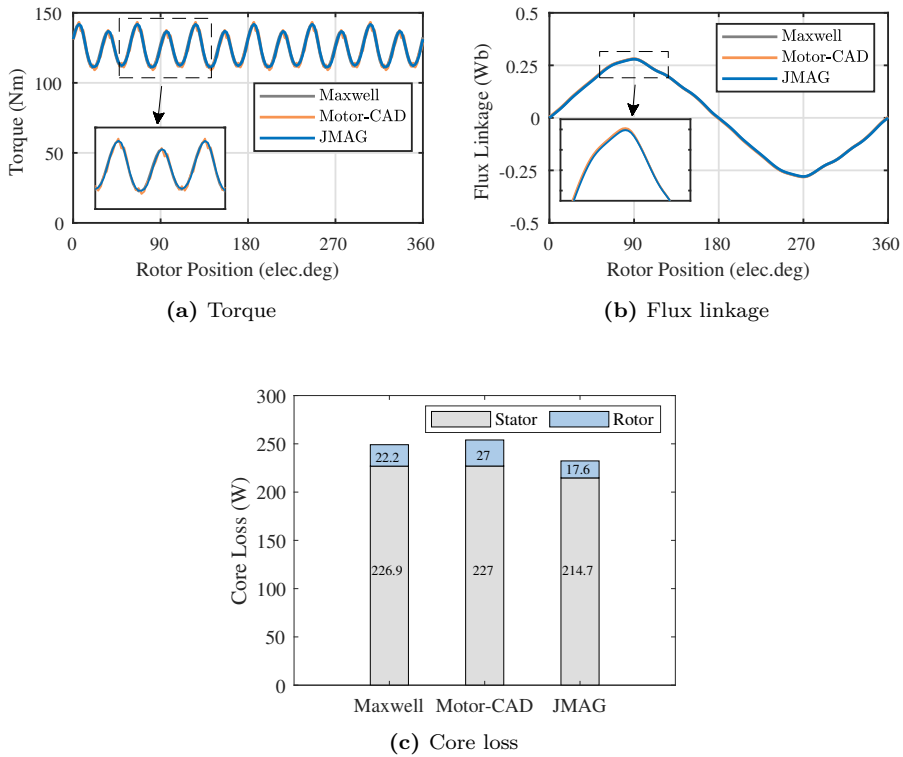 150
100
50
0
Torque (Nm)
Maxwell
Motor-CAD
JMAG
0 90 180 270 360
Rotor Position (elec.deg)
(a) Torque
0.5
0.25
0
-0.25
-0.5
Flux Linkage (Wb)
Maxwell
Motor-CAD
JMAG
0 90 180 270 360
Rotor Position (elec.deg)
(b) Flux linkage
300
250
200
150
100
50
0
Core Loss (W)
Stator Rotor
22.2 27 17.6
226.9 227 214.7
Maxwell Motor-CAD JMAG
(c) Core loss